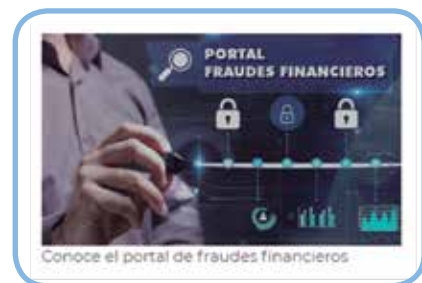 PORTAL
FRAUDES FINANCIEROS
Conoce el portal de fraudes financieros